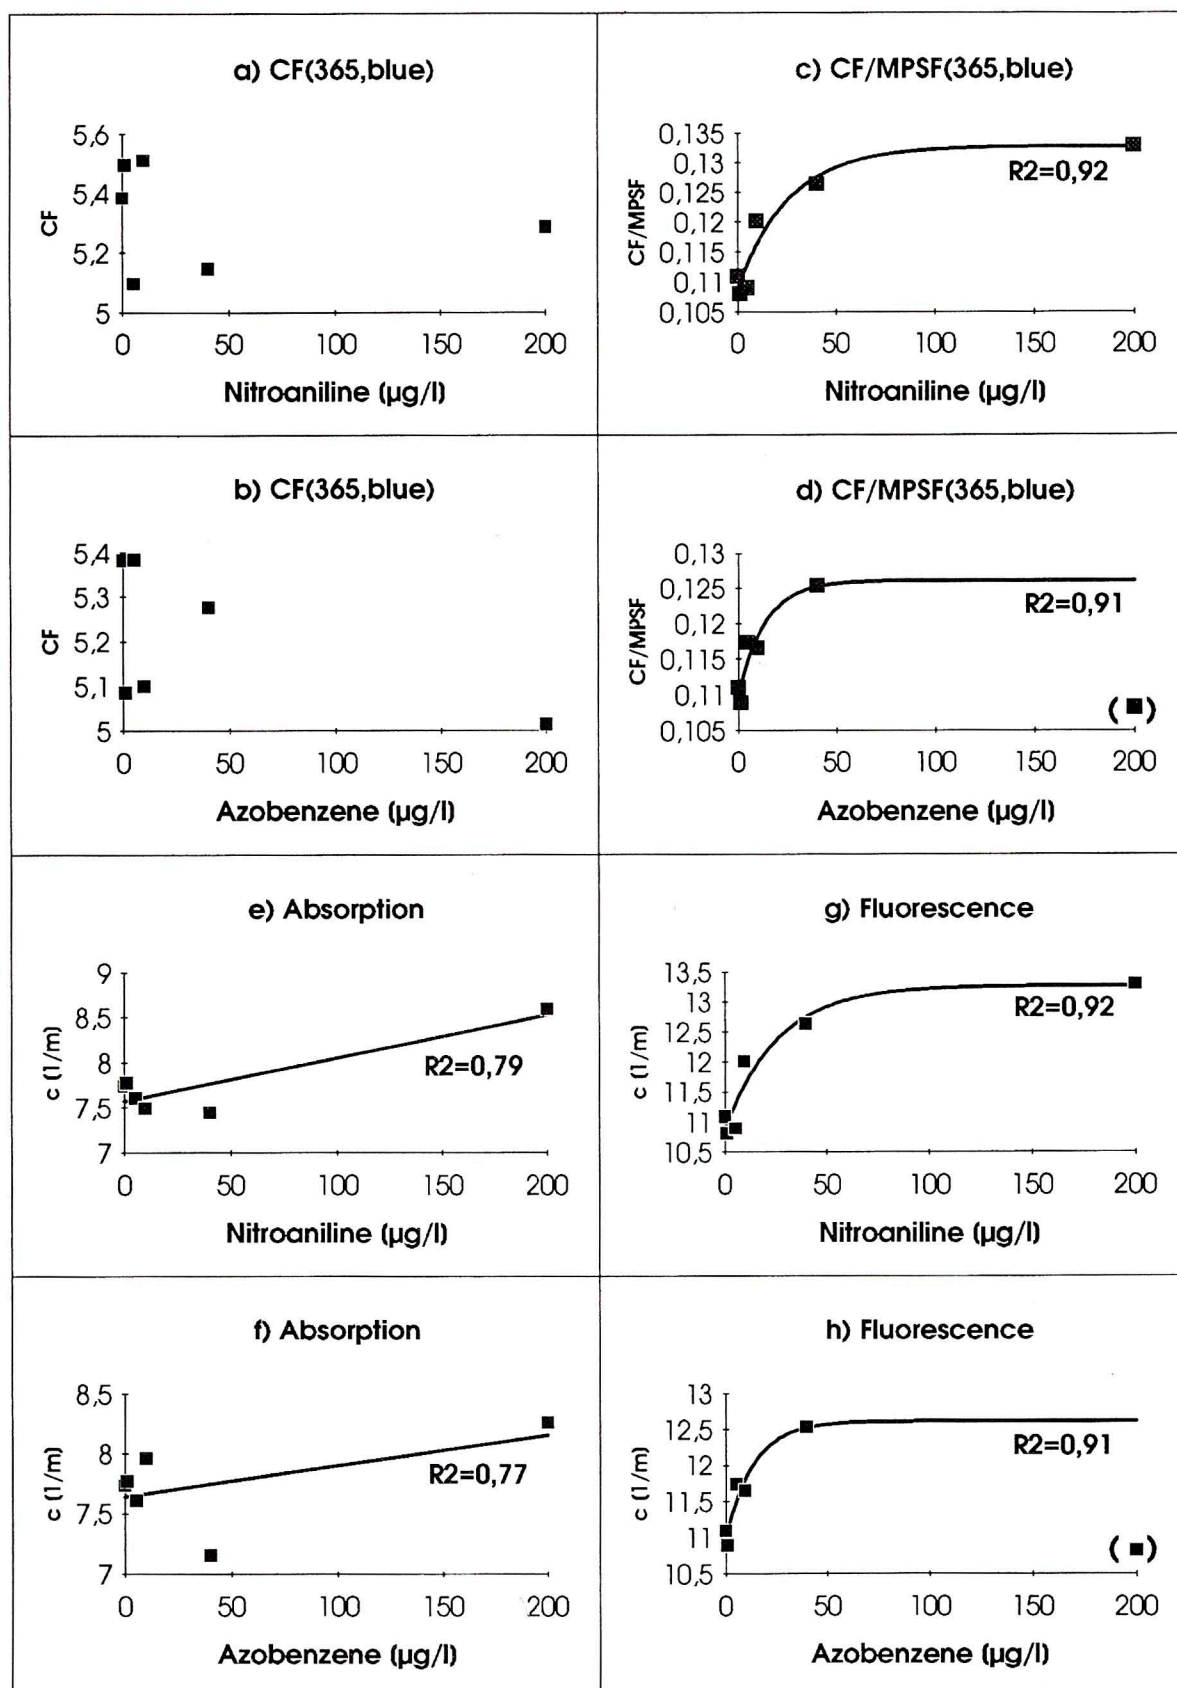 a) CF(365,blue)
CF
5,6
5,4
5,2
5
0 50 100 150 200
Nitroaniline (µg/l)
c) CF/MPSF(365,blue)
CF/MPSF
0,135
0,13
0,125
0,12
0,115
0,11
0,105
R2=0,92
0 50 100 150 200
Nitroaniline (µg/l)
b) CF(365,blue)
CF
5,4
5,3
5,2
5,1
5
0 50 100 150 200
Azobenzene (µg/l)
d) CF/MPSF(365,blue)
CF/MPSF
0,13
0,125
0,12
0,115
0,11
0,105
R2=0,91
( )
0 50 100 150 200
Azobenzene (µg/l)
e) Absorption
c (1/m)
9
8,5
8
7,5
7
R2=0,79
0 50 100 150 200
Nitroaniline (µg/l)
g) Fluorescence
c (1/m)
13,5
13
12,5
12
11,5
11
10,5
R2=0,92
0 50 100 150 200
Nitroaniline (µg/l)
f) Absorption
c (1/m)
8,5
8
7,5
7
R2=0,77
0 50 100 150 200
Azobenzene (µg/l)
h) Fluorescence
c (1/m)
13
12,5
12
11,5
11
10,5
R2=0,91
( )
0 50 100 150 200
Azobenzene (µg/l)